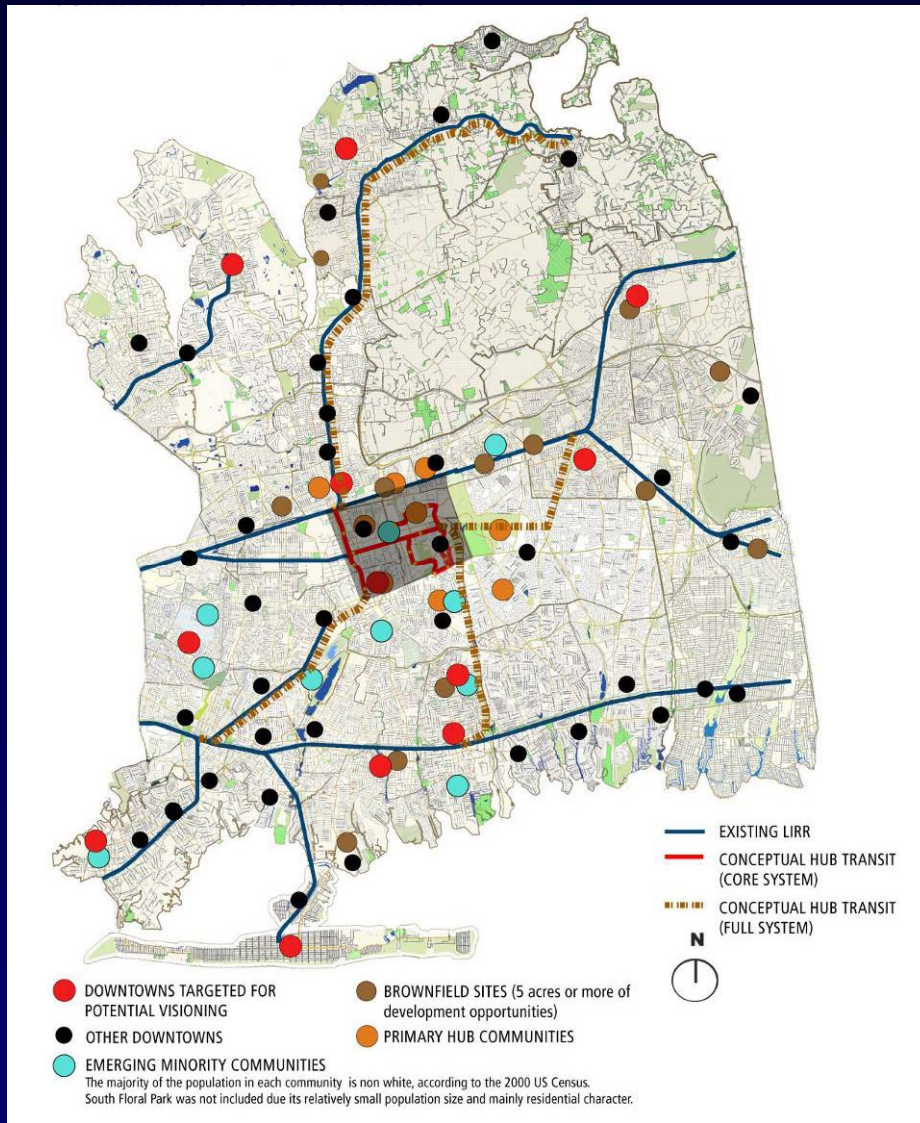 EXISTING LIRR
CONCEPTUAL HUB TRANSIT
(CORE SYSTEM)
CONCEPTUAL HUB TRANSIT
(FULL SYSTEM)
N
DOWNTOWNS TARGETED FOR
POTENTIAL VISIONING
OTHER DOWNTOWNS
EMERGING MINORITY COMMUNITIES
The majority of the population in each community is non white, according to the 2000 US Census.
South Floral Park was not included due its relatively small population size and mainly residential character.
BROWNFIELD SITES (5 acres or more of
development opportunities)
PRIMARY HUB COMMUNITIES